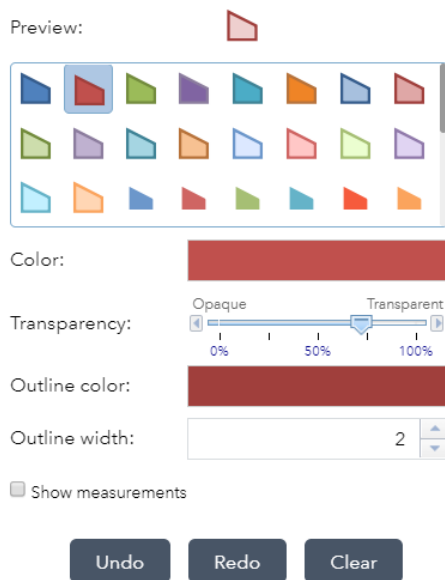 Preview:
Color:
Opaque Transparent
Transparency:
0% 50% 100%
Outline color:
Outline width: 2
Show measurements
Undo Redo Clear